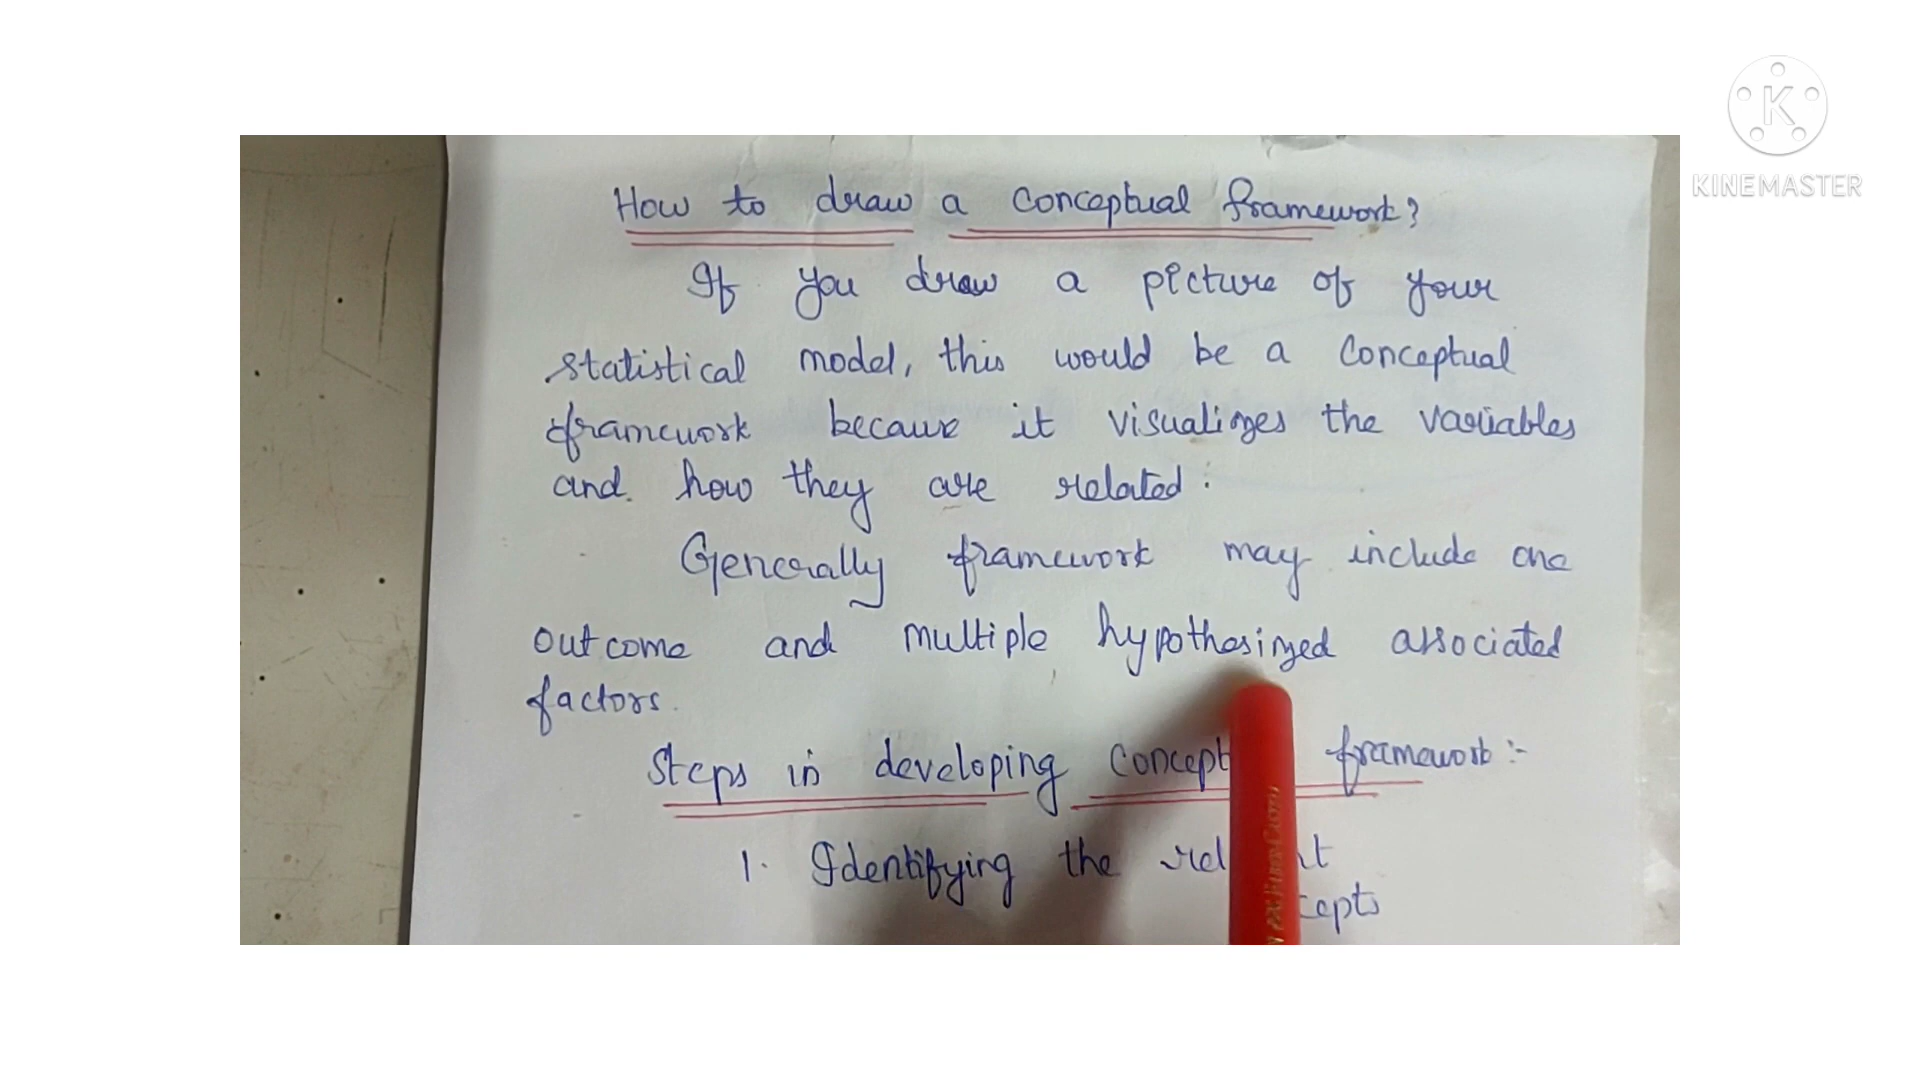 How to draw a conceptual framework?
If you draw a picture of your
statistical model, this would be a conceptual
framework because it visualizes the variables
and how they are related.
Generally framework may include one
outcome and multiple hypothesized associated
factors.
Steps in developing concept framework:-
1. Identifying the
KINEMASTER